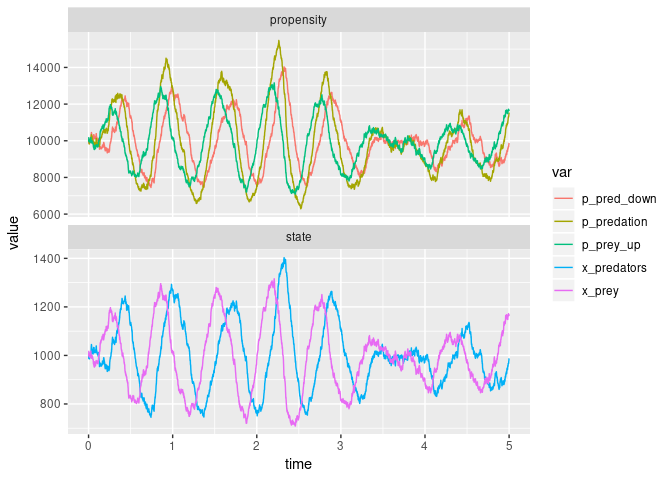 propensity
14000
12000
10000
8000
6000
state
1400
1200
1000
800
0 1 2 3 4 5
time
value
var
p_pred_down
p_predation
p_prey_up
x_predators
x_prey